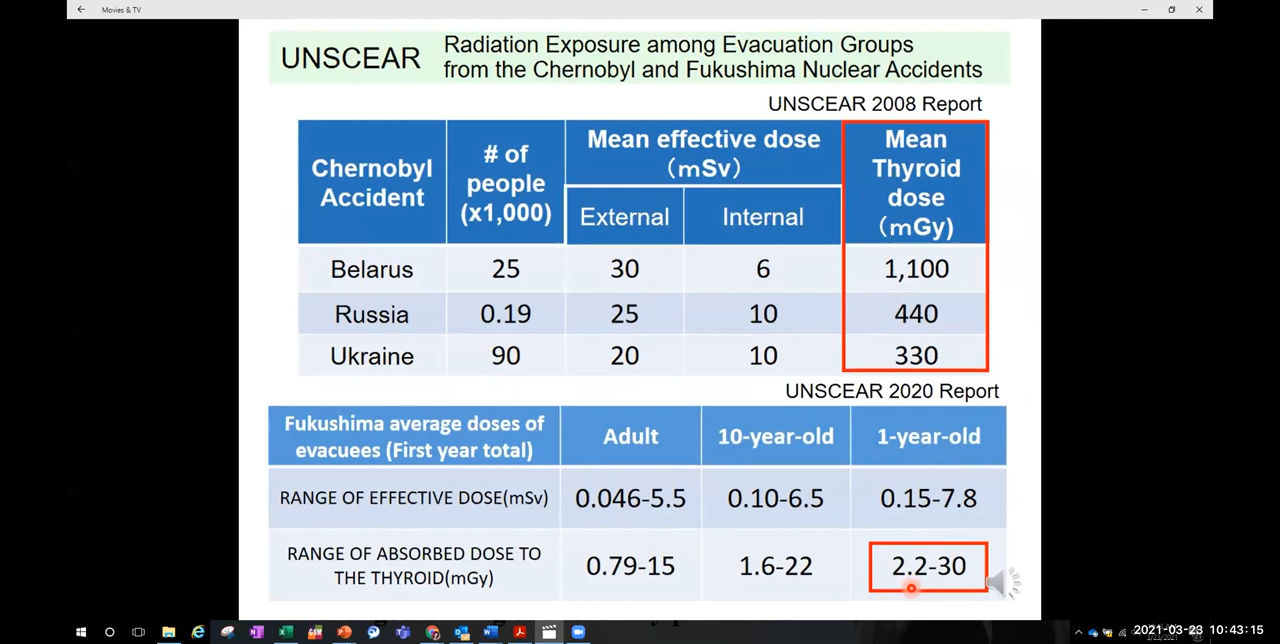 Movies & TV
UNSCEAR
Radiation Exposure among Evacuation Groups
from the Chernobyl and Fukushima Nuclear Accidents
UNSCEAR 2008 Report
Chernobyl
Accident
# of
people
(x1,000)
Mean effective dose
(mSv)
External
Internal
Mean
Thyroid
dose
(mGy)
Belarus 25 30 6 1,100
Russia 0.19 25 10 440
Ukraine 90 20 10 330
UNSCEAR 2020 Report
Fukushima average doses of
evacuees (First year total)
Adult
10-year-old
1-year-old
RANGE OF EFFECTIVE DOSE(mSv) 0.046-5.5 0.10-6.5 0.15-7.8
RANGE OF ABSORBED DOSE TO
THE THYROID(mGy)
0.79-15 1.6-22 2.2-30
2021-03-23 10:43:15